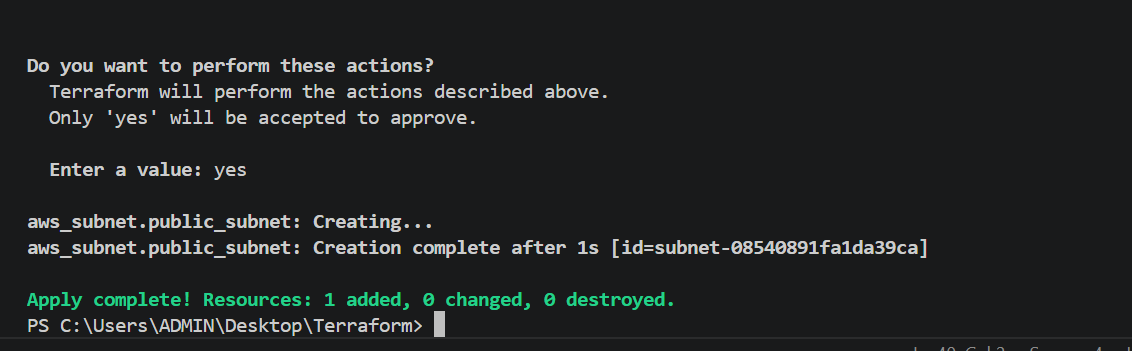 Do you want to perform these actions?
Terraform will perform the actions described above.
Only 'yes' will be accepted to approve.
Enter a value: yes
aws_subnet.public_subnet: Creating...
aws_subnet.public_subnet: Creation complete after 1s [id=subnet-08540891fa1da39ca]
Apply complete! Resources: 1 added, 0 changed, 0 destroyed.
PS C:\Users\ADMIN\Desktop\Terraform>